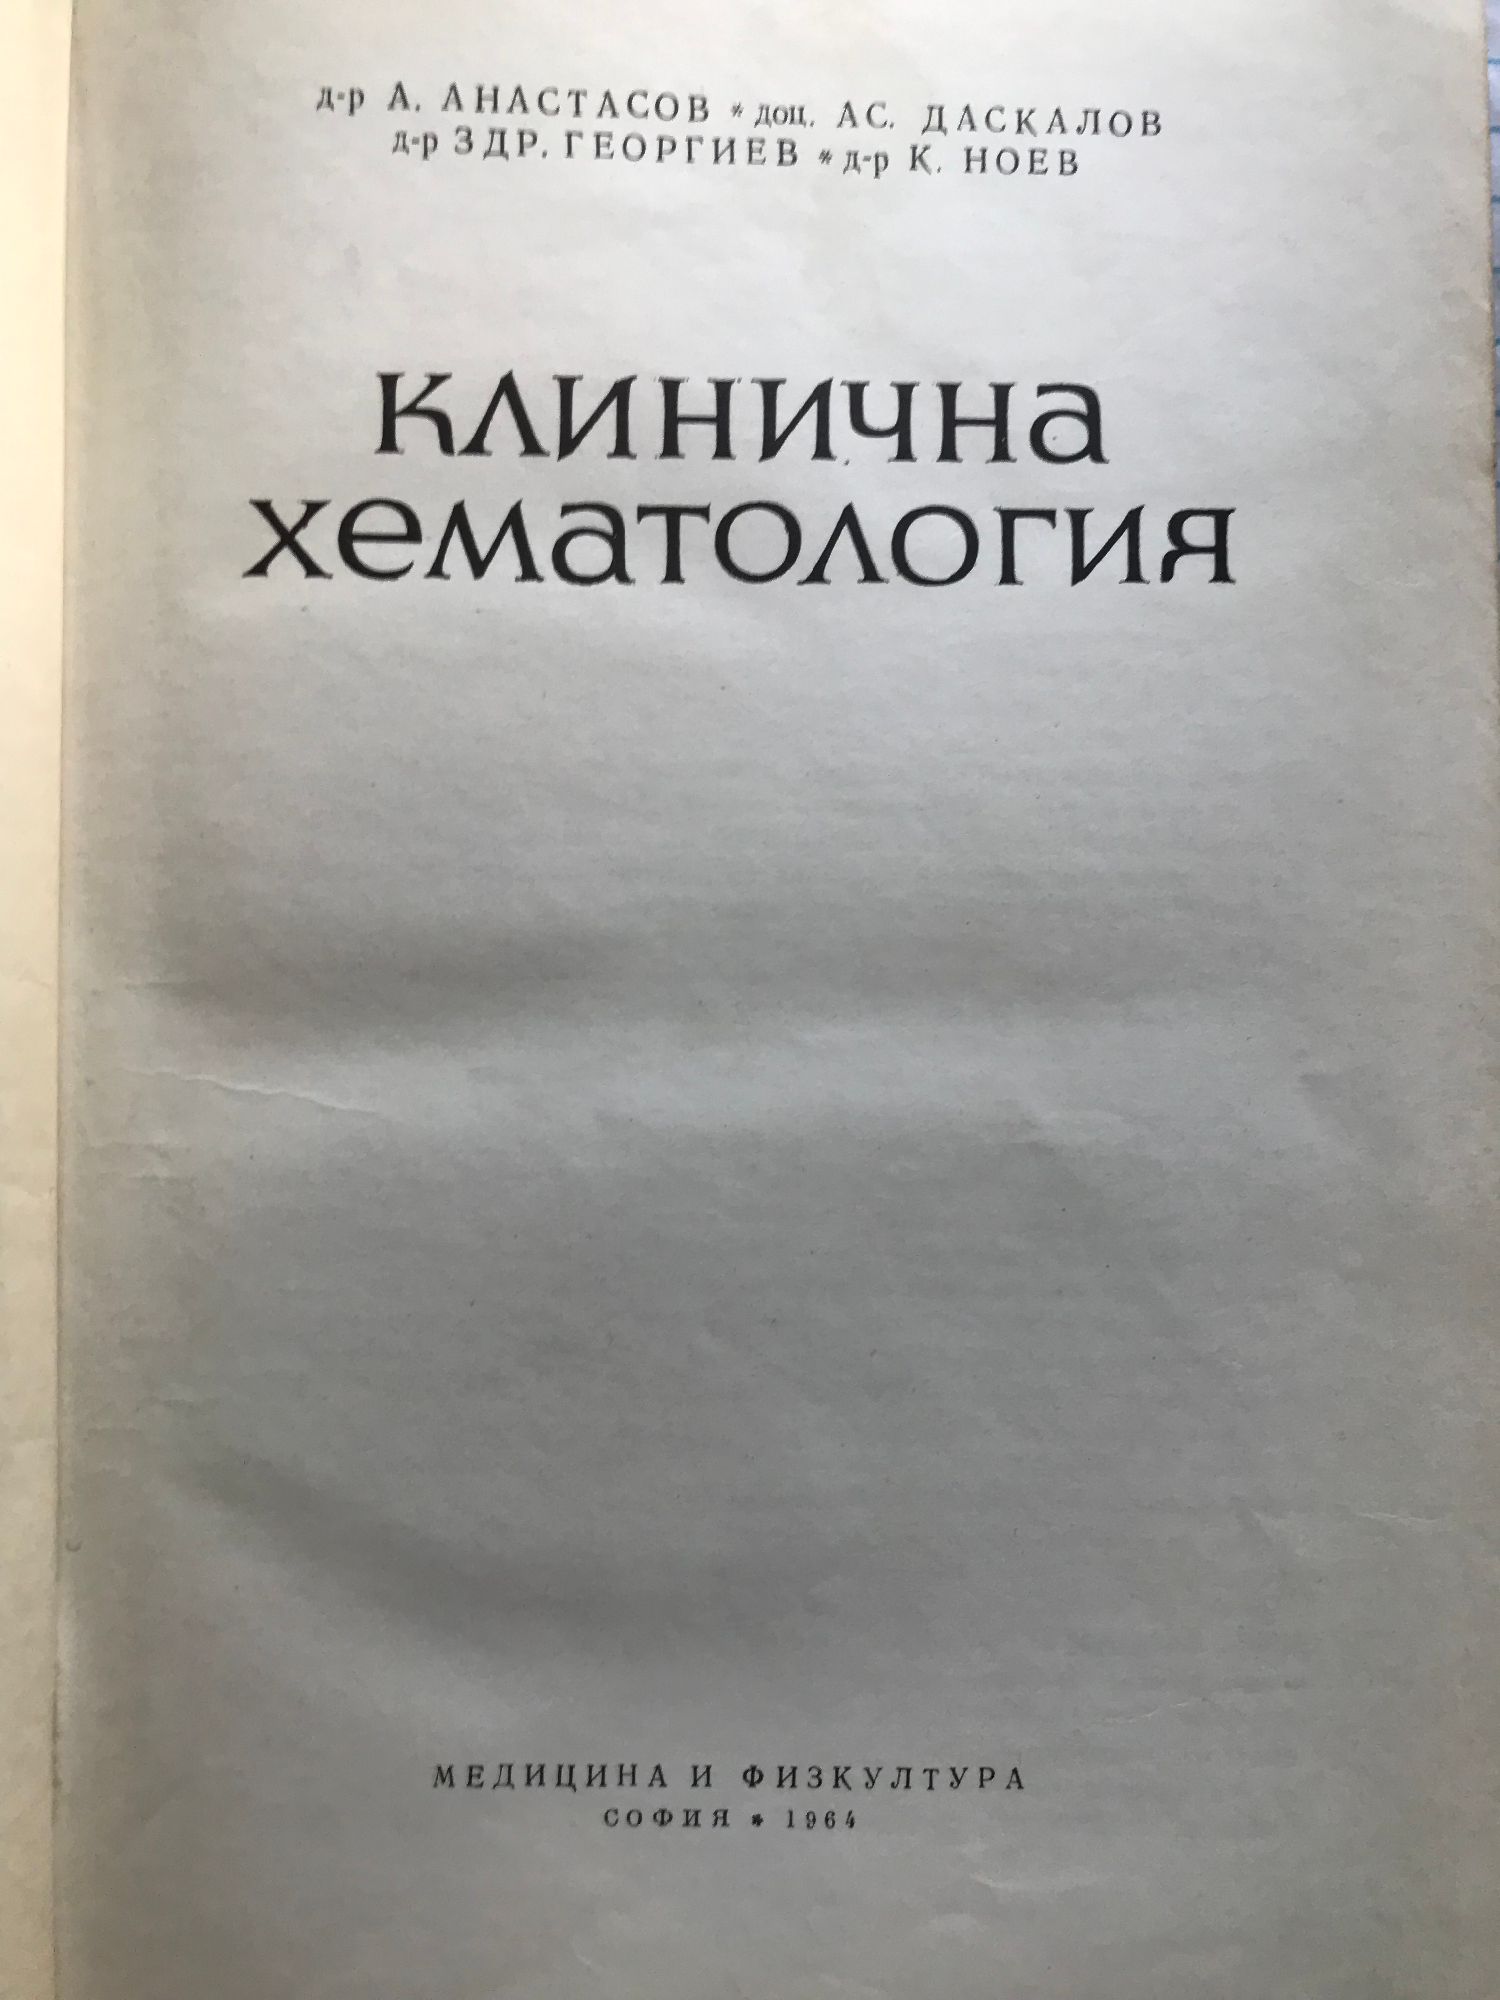 д-р А. АНАСТАСОВ * доц. АС. ДАСКАЛОВ
д-р ЗДР. ГЕОРГИЕВ * д-р К. НОЕВ
КЛИНИЧНА
ХЕМАТОЛОГИЯ
МЕДИЦИНА И ФИЗКУЛТУРА
СОФИЯ * 1964